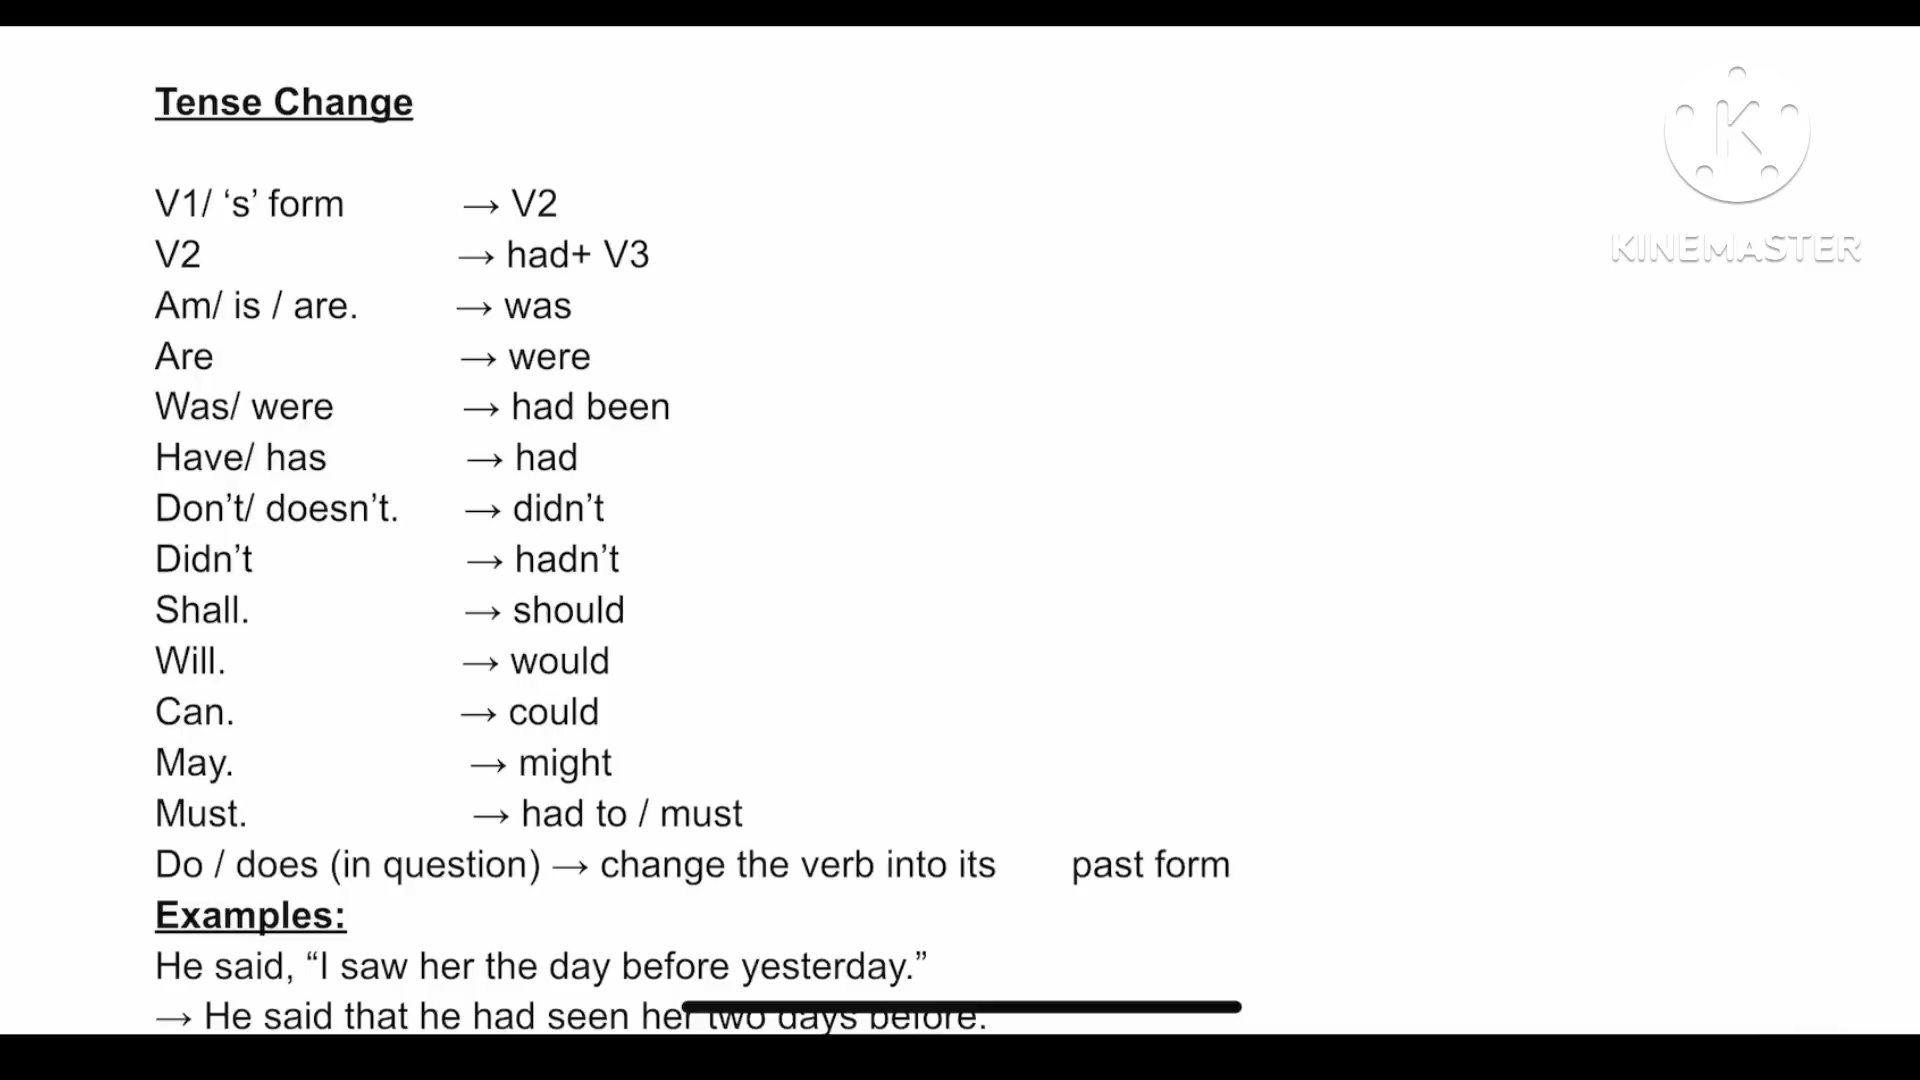 Tense Change
KINEMASTER
V1/ ‘s’ form → V2
V2 → had+ V3
Am/ is / are. → was
Are → were
Was/ were → had been
Have/ has → had
Don’t/ doesn’t. → didn’t
Didn’t → hadn’t
Shall. → should
Will. → would
Can. → could
May. → might
Must. → had to / must
Do / does (in question) → change the verb into its past form
Examples:
He said, “I saw her the day before yesterday.”
→ He said that he had seen her two days before.